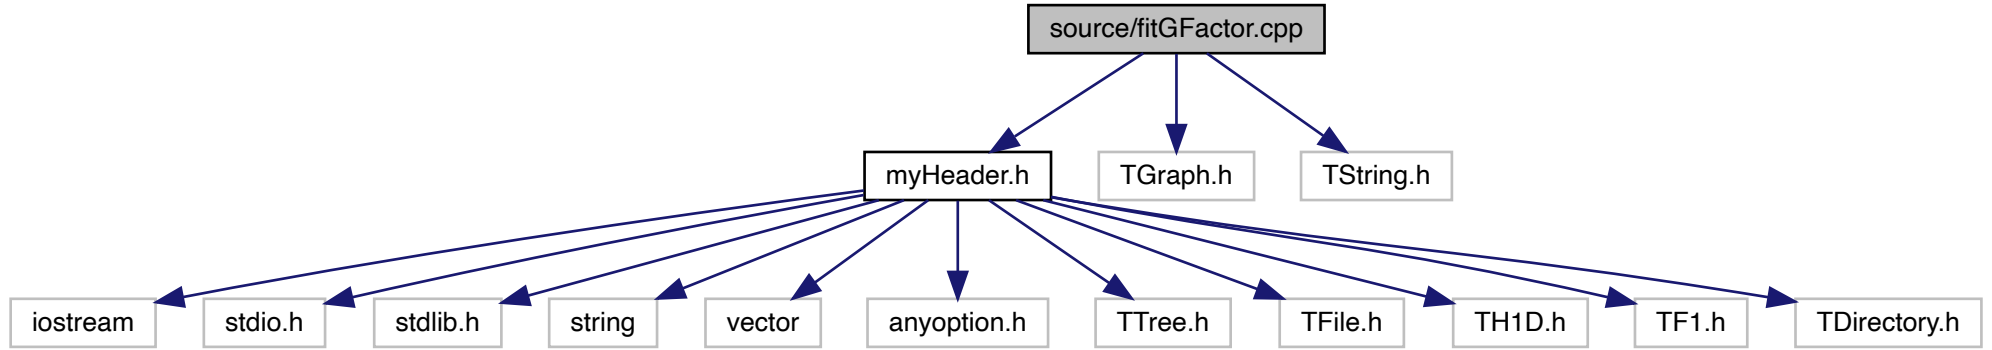 source/fitGFactor.cpp
myHeader.h
TGraph.h
TString.h
iostream
stdio.h
stdlib.h
string
vector
anyoption.h
TTree.h
TFile.h
TH1D.h
TF1.h
TDirectory.h